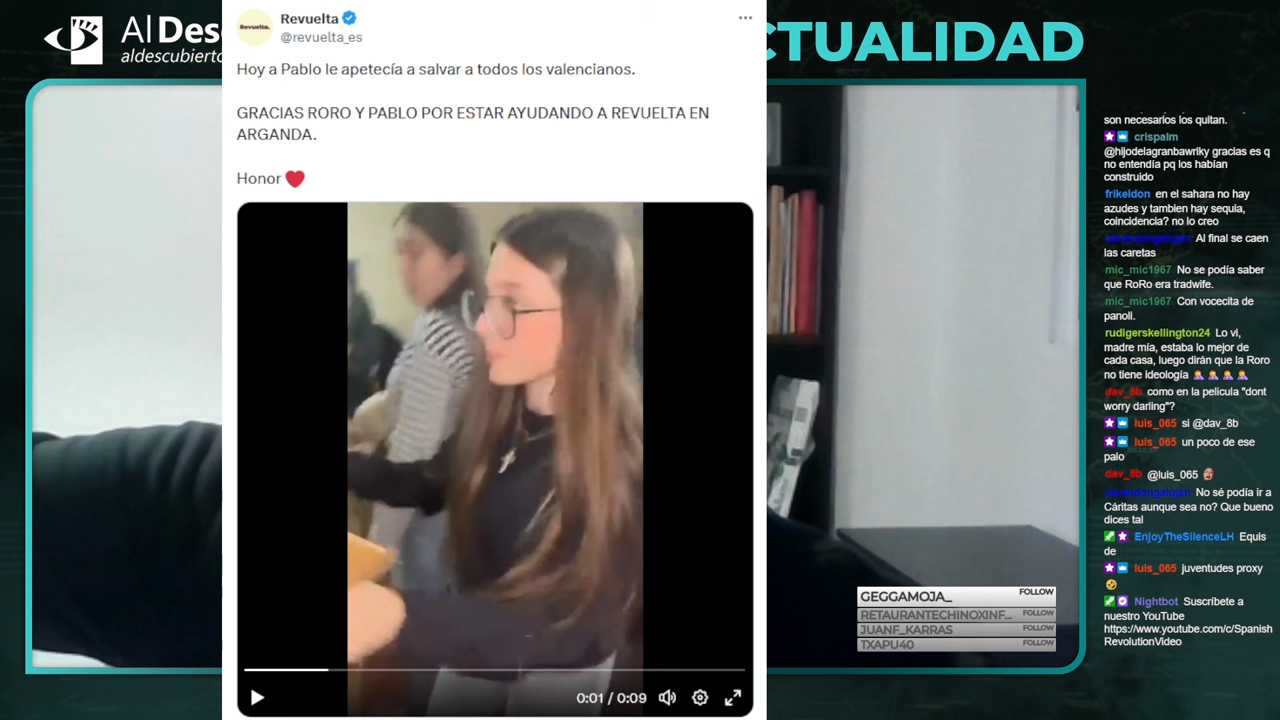 Al Desc
aldescubierto
CTUALIDAD
Revuelta
@revuelta_es
Hoy a Pablo le apetecía a salvar a todos los valencianos.
GRACIAS RORO Y PABLO POR ESTAR AYUDANDO A REVUELTA EN
ARGANDA.
Honor ❤️
0:01 / 0:09
son necesarios los quitan.
crispalm
@hijodelagranbawriky gracias es q
no entendía pq los habían
construido
frikeldon en el sahara no hay
azudes y tambien hay sequia,
coincidencia? no lo creo
Al final se caen
las caretas
mic_mic1967 No se podía saber
que RoRo era tradwife.
mic_mic1967 Con vocecita de
panoli.
rudigerskellington24 Lo vi,
madre mía, estaba lo mejor de
cada casa, luego dirán que la Roro
no tiene ideología 🤦‍♀️🤦‍♀️🤦‍♀️🤦‍♀️
dav_8b como en la pelicula "dont
worry darling"?
luis_065 si @dav_8b
luis_065 un poco de ese
palo
dav_8b @luis_065
No sé podía ir a
Cáritas aunque sea no? Que bueno
dices tal
EnjoyTheSilenceLH Equis
de
luis_065 juventudes proxy
🤣
Nightbot Suscríbete a
nuestro YouTube
https://www.youtube.com/c/Spanish
RevolutionVideo
GEGGAMOJA_ FOLLOW
RETAURANTECHINOXINF... FOLLOW
JUANF_KARRAS FOLLOW
TXAPU40 FOLLOW